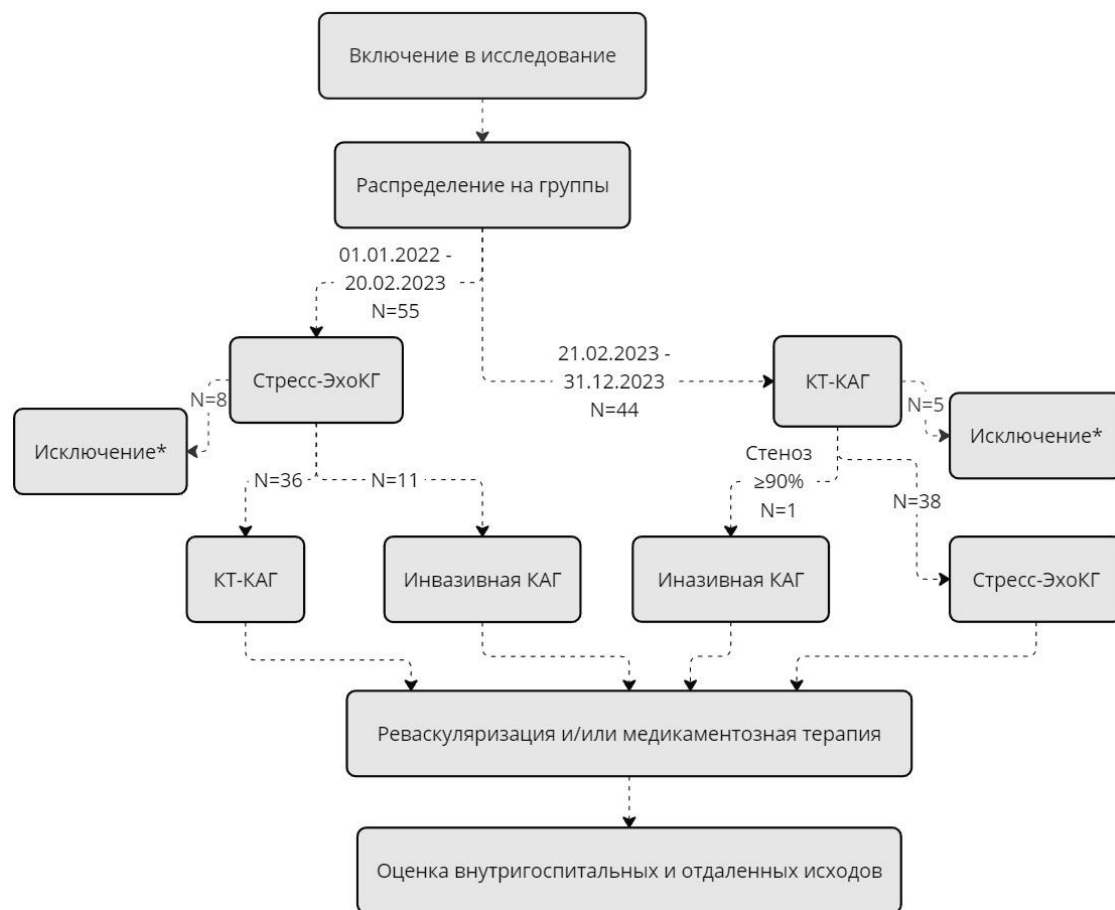 Включение в исследование
Распределение на группы
01.01.2022 -
20.02.2023
N=55
21.02.2023 -
31.12.2023
N=44
Стресс-ЭхоКГ
КТ-КАГ
N=8
N=5
Исключение*
Исключение*
N=36
N=11
Стеноз
≥90%
N=1
N=38
КТ-КАГ
Инвазивная КАГ
Иназивная КАГ
Стресс-ЭхоКГ
Реваскуляризация и/или медикаментозная терапия
Оценка внутригоспитальных и отдаленных исходов